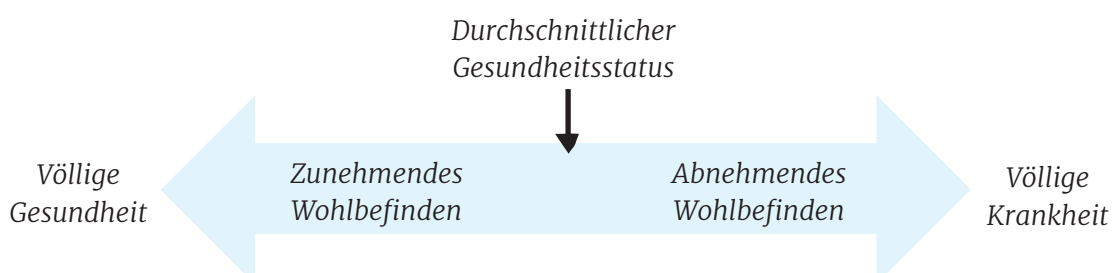 Durchschnittlicher
Gesundheitsstatus
Völlige
Gesundheit
Zunehmendes
Wohlbefinden
Abnehmendes
Wohlbefinden
Völlige
Krankheit